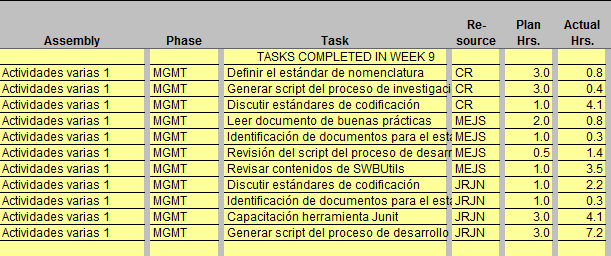 Assembly Phase Task Re-source Plan Hrs. Actual Hrs.
TASKS COMPLETED IN WEEK 9
Actividades varias 1 MGMT Definir el estándar de nomenclatura CR 3.0 0.8
Actividades varias 1 MGMT Generar script del proceso de investigaci CR 3.0 0.4
Actividades varias 1 MGMT Discutir estándares de codificación CR 1.0 4.1
Actividades varias 1 MGMT Leer documento de buenas prácticas MEJS 2.0 0.8
Actividades varias 1 MGMT Identificación de documentos para el está MEJS 1.0 0.3
Actividades varias 1 MGMT Revisión del script del proceso de desarr MEJS 0.5 1.4
Actividades varias 1 MGMT Revisar contenidos de SWBUtils MEJS 1.0 3.5
Actividades varias 1 MGMT Discutir estándares de codificación JRJN 1.0 2.2
Actividades varias 1 MGMT Identificación de documentos para el está JRJN 1.0 0.3
Actividades varias 1 MGMT Capacitación herramienta Junit JRJN 3.0 4.1
Actividades varias 1 MGMT Generar script del proceso de desarrollo JRJN 3.0 7.2